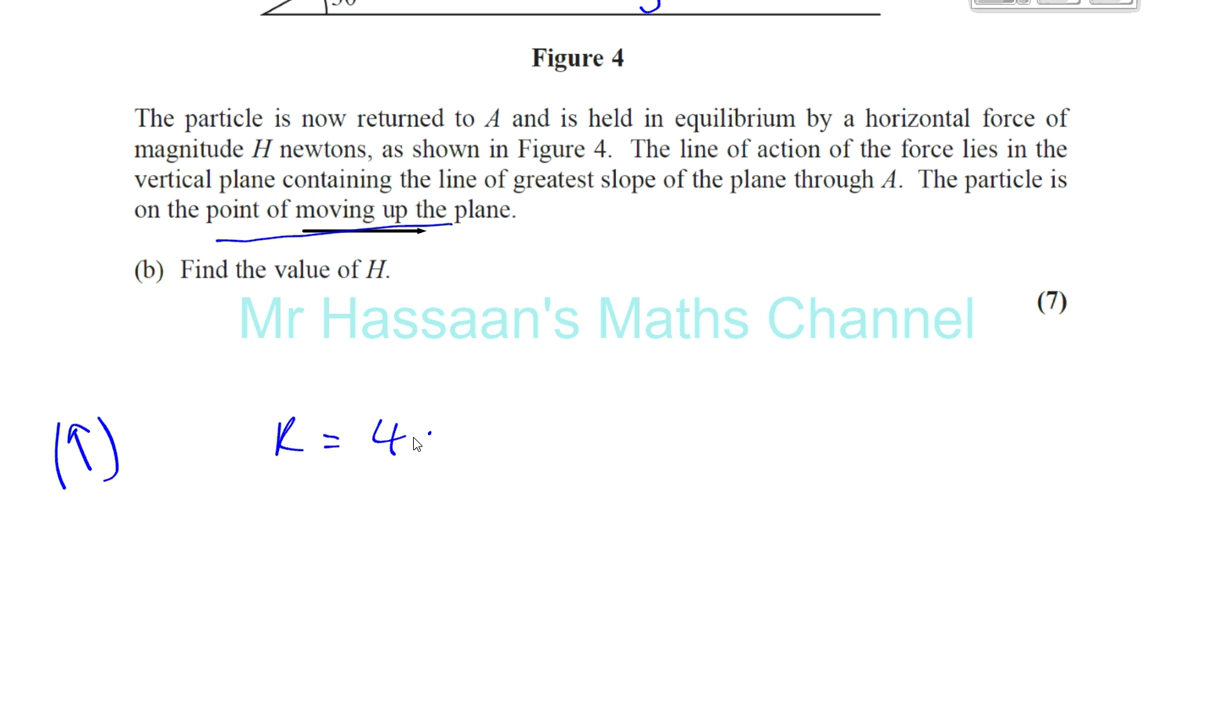 Figure 4
The particle is now returned to A and is held in equilibrium by a horizontal force of
magnitude H newtons, as shown in Figure 4. The line of action of the force lies in the
vertical plane containing the line of greatest slope of the plane through A. The particle is
on the point of moving up the plane.
(b) Find the value of H.
(7)
Mr Hassaan's Maths Channel
(↑) R = 4